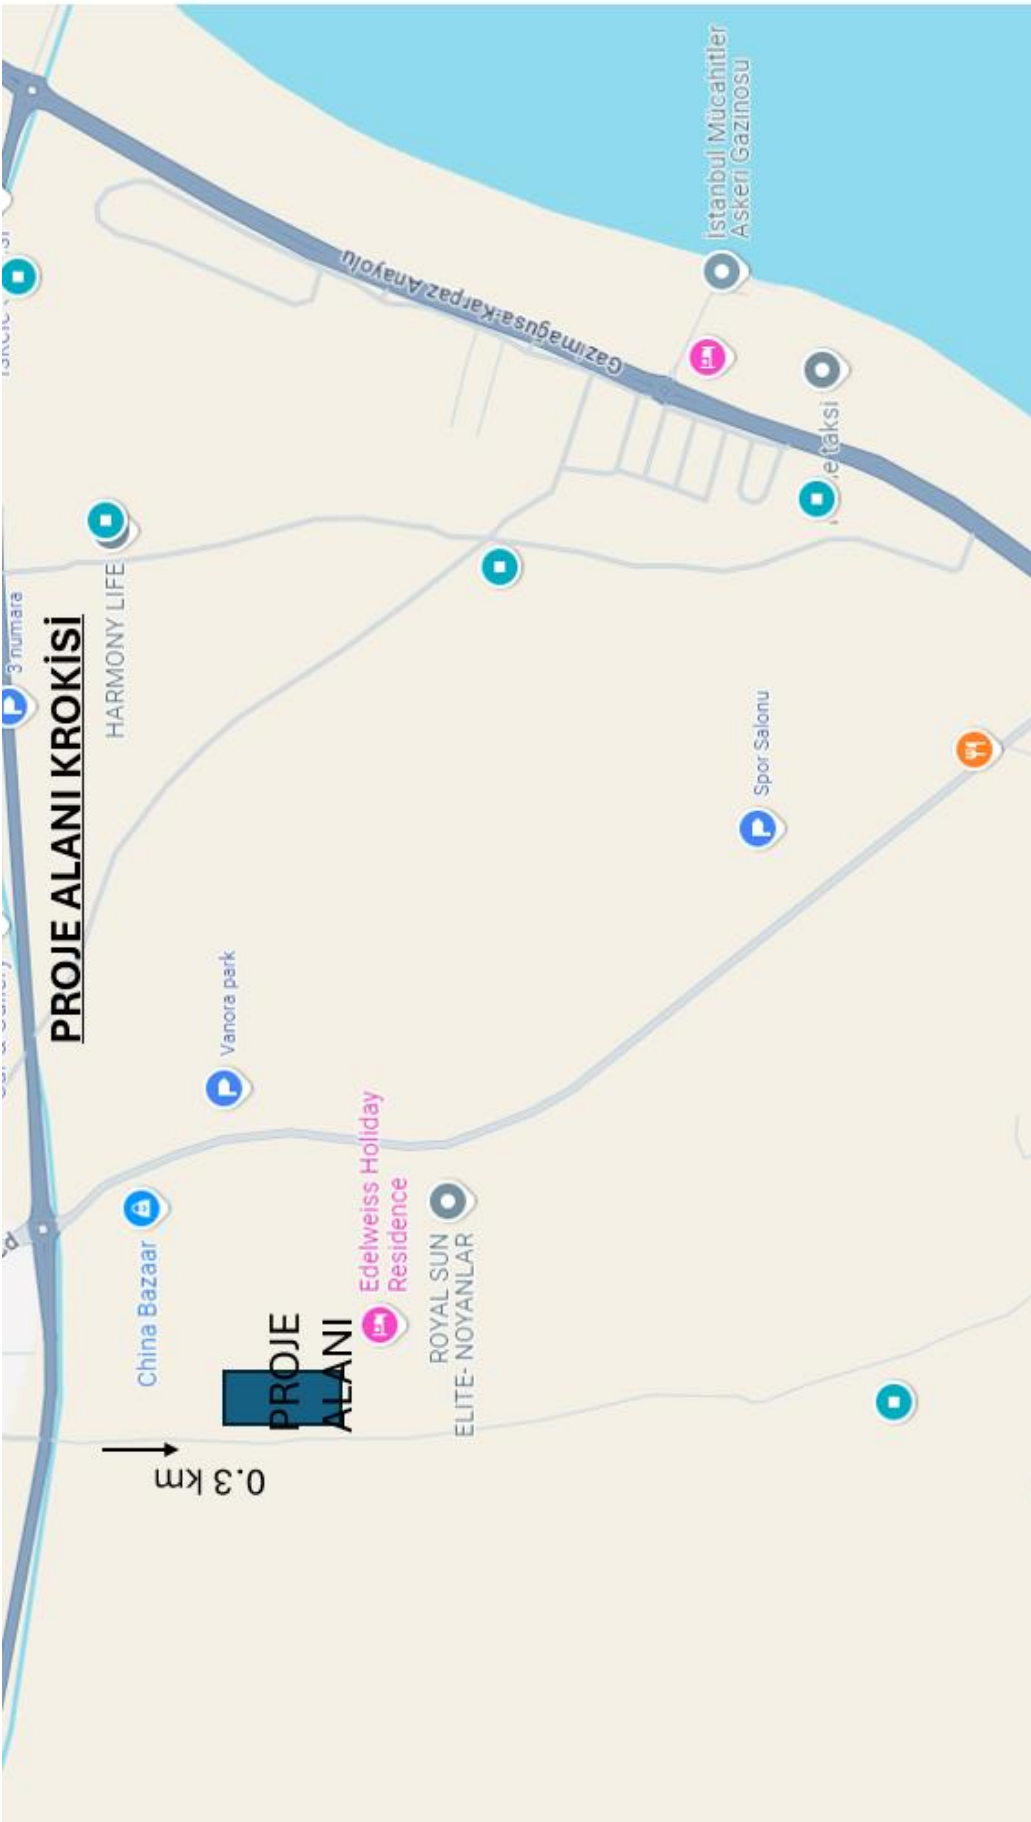 PROJE ALANI KROKİSİ
İstanbul Mücahitler
Askeri Gazinosu
Gazimağusa-Karpaz Anayolu
taksi
3 numara
HARMONY LIFE
Spor Salonu
Vanora park
China Bazaar
Edelweiss Holiday
Residence
ROYAL SUN
ELITE- NOYANLAR
PROJE
ALANI
0.3 km